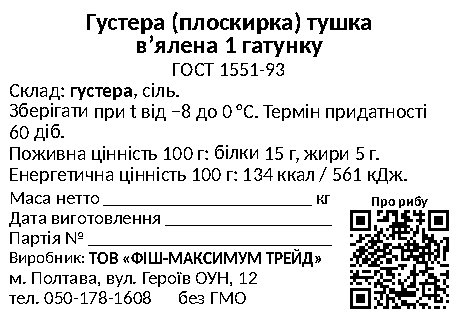 Густера (плоскирка) тушка
в’ялена 1 гатунку
ГОСТ 1551-93
Склад: густера, сіль.
Зберігати при t від −8 до 0 °С. Термін придатності
60 діб.
Поживна цінність 100 г: білки 15 г, жири 5 г.
Енергетична цінність 100 г: 134 ккал / 561 кДж.
Маса нетто ____________________ кг
Про рибу
Дата виготовлення ________________
Партія № ________________________
Виробник: ТОВ «ФІШ-МАКСИМУМ ТРЕЙД»
м. Полтава, вул. Героїв ОУН, 12
тел. 050-178-1608 без ГМО